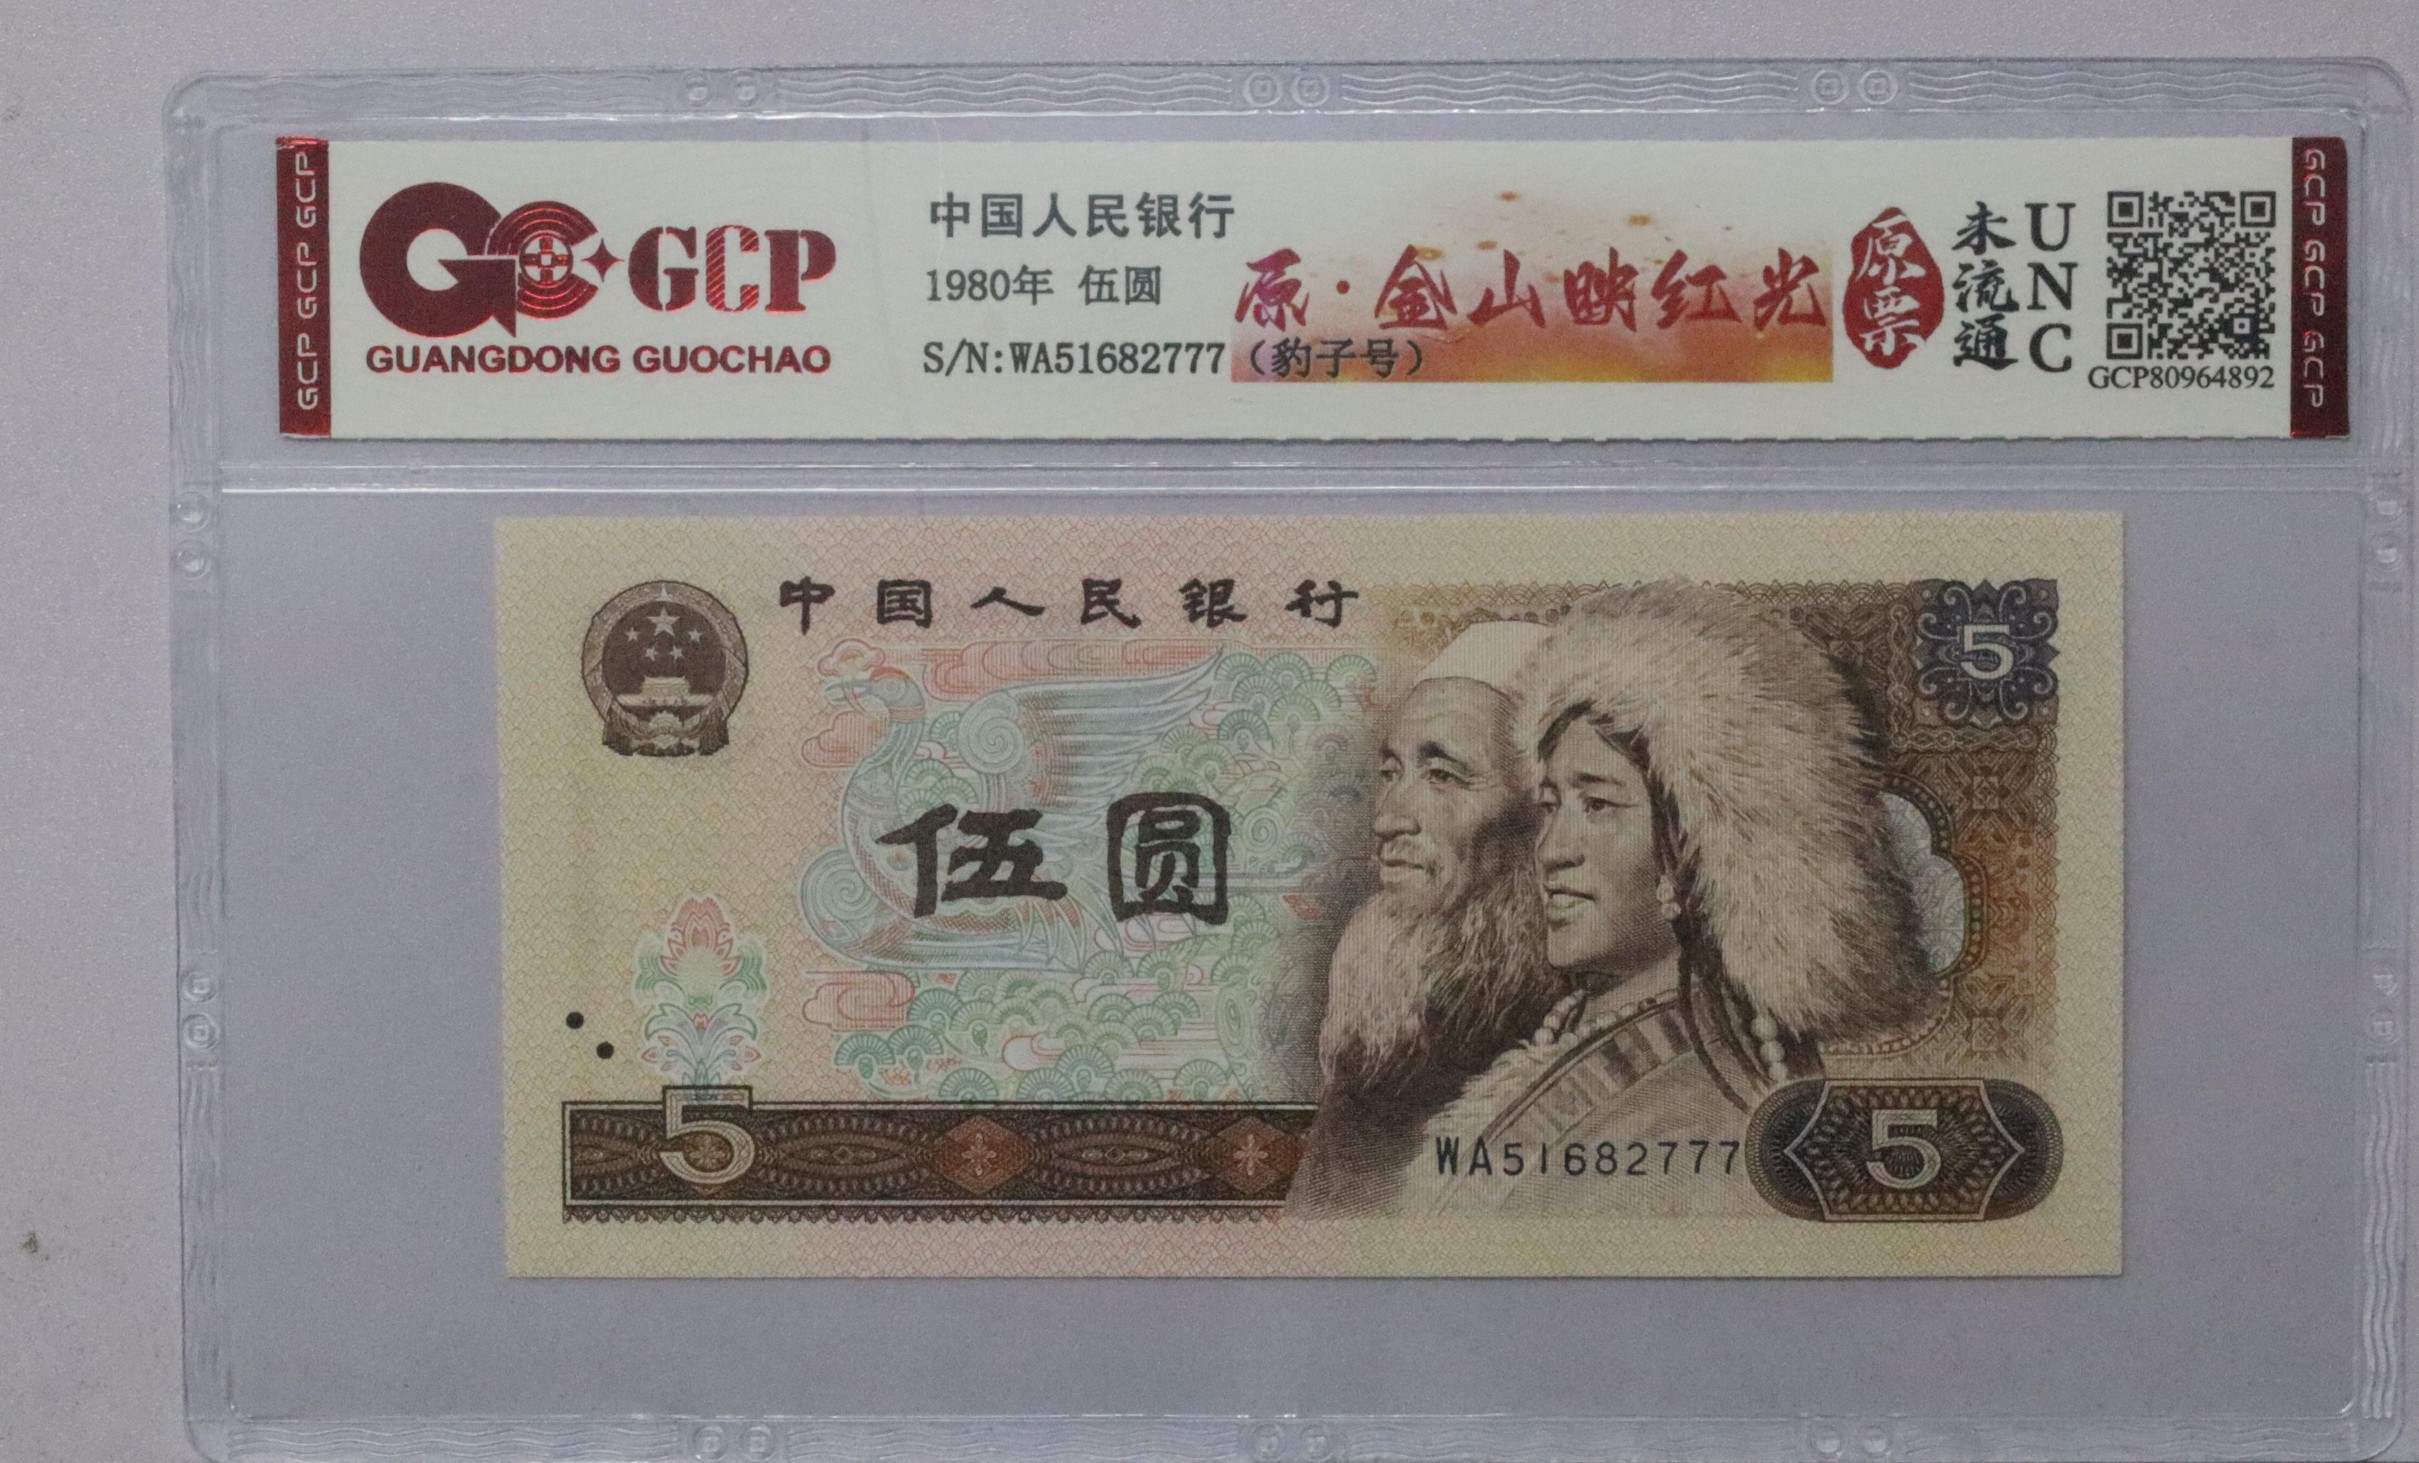 GCP GCP GCP
GCP
GUANGDONG GUOCHAO
中国人民银行
1980年 伍圆
S/N:WA51682777（豹子号）
原·金山映红光
原票
未流通
UNC
GCP80964892
GCP GCP GCP
中国人民银行
5
伍圆
5
WA51682777
5